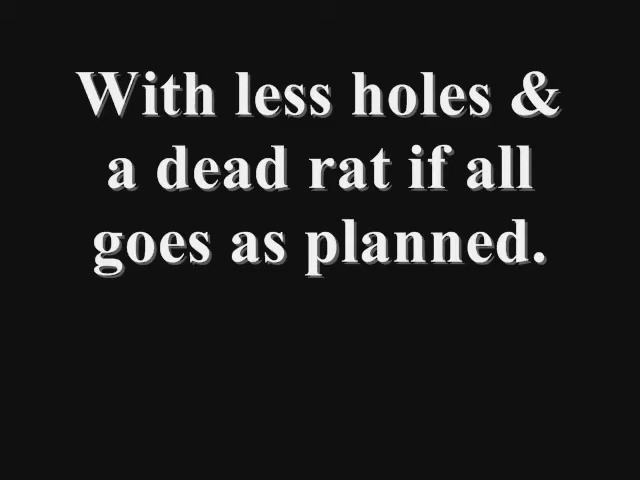 With less holes &
a dead rat if all
goes as planned.